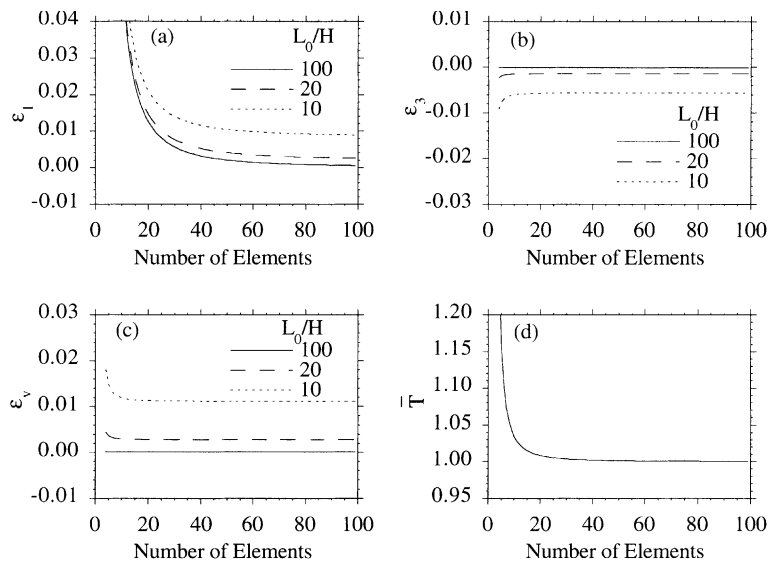 (a)
L0/H
100
20
10
0.04
0.03
0.02
0.01
0.00
-0.01
ε1
0 20 40 60 80 100
Number of Elements
(b)
0.01
0.00
-0.01
-0.02
-0.03
ε3
L0/H
100
20
10
0 20 40 60 80 100
Number of Elements
(c)
L0/H
100
20
10
0.03
0.02
0.01
0.00
-0.01
εv
0 20 40 60 80 100
Number of Elements
(d)
1.20
1.15
1.10
1.05
1.00
0.95
T̅
0 20 40 60 80 100
Number of Elements